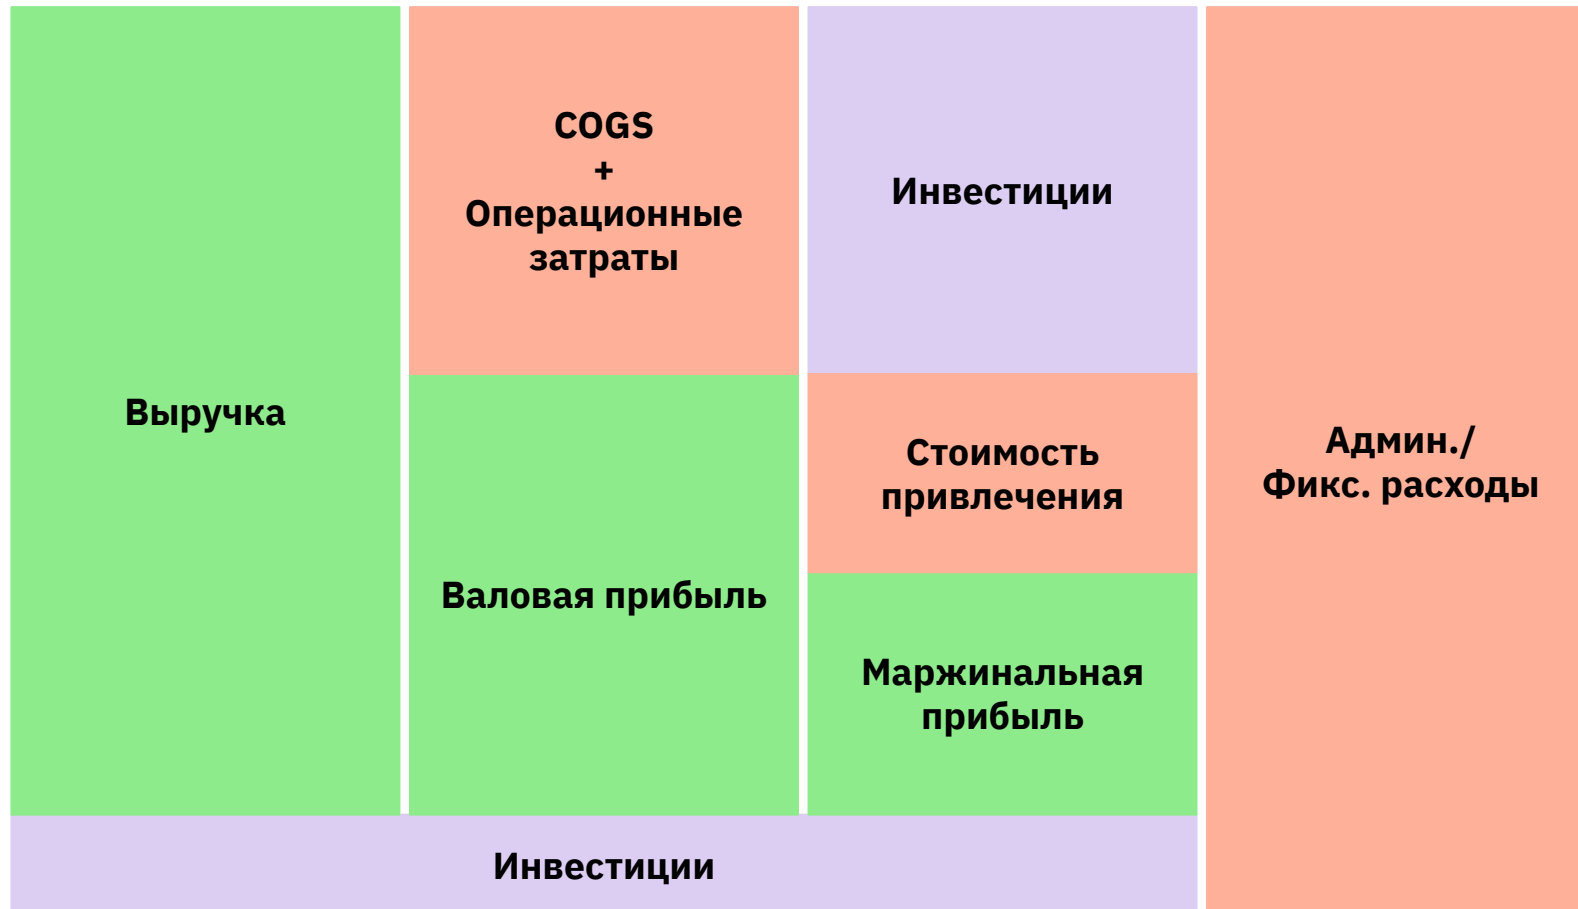 Выручка
COGS
+
Операционные
затраты
Валовая прибыль
Инвестиции
Стоимость
привлечения
Маржинальная
прибыль
Админ./
Фикс. расходы
Инвестиции